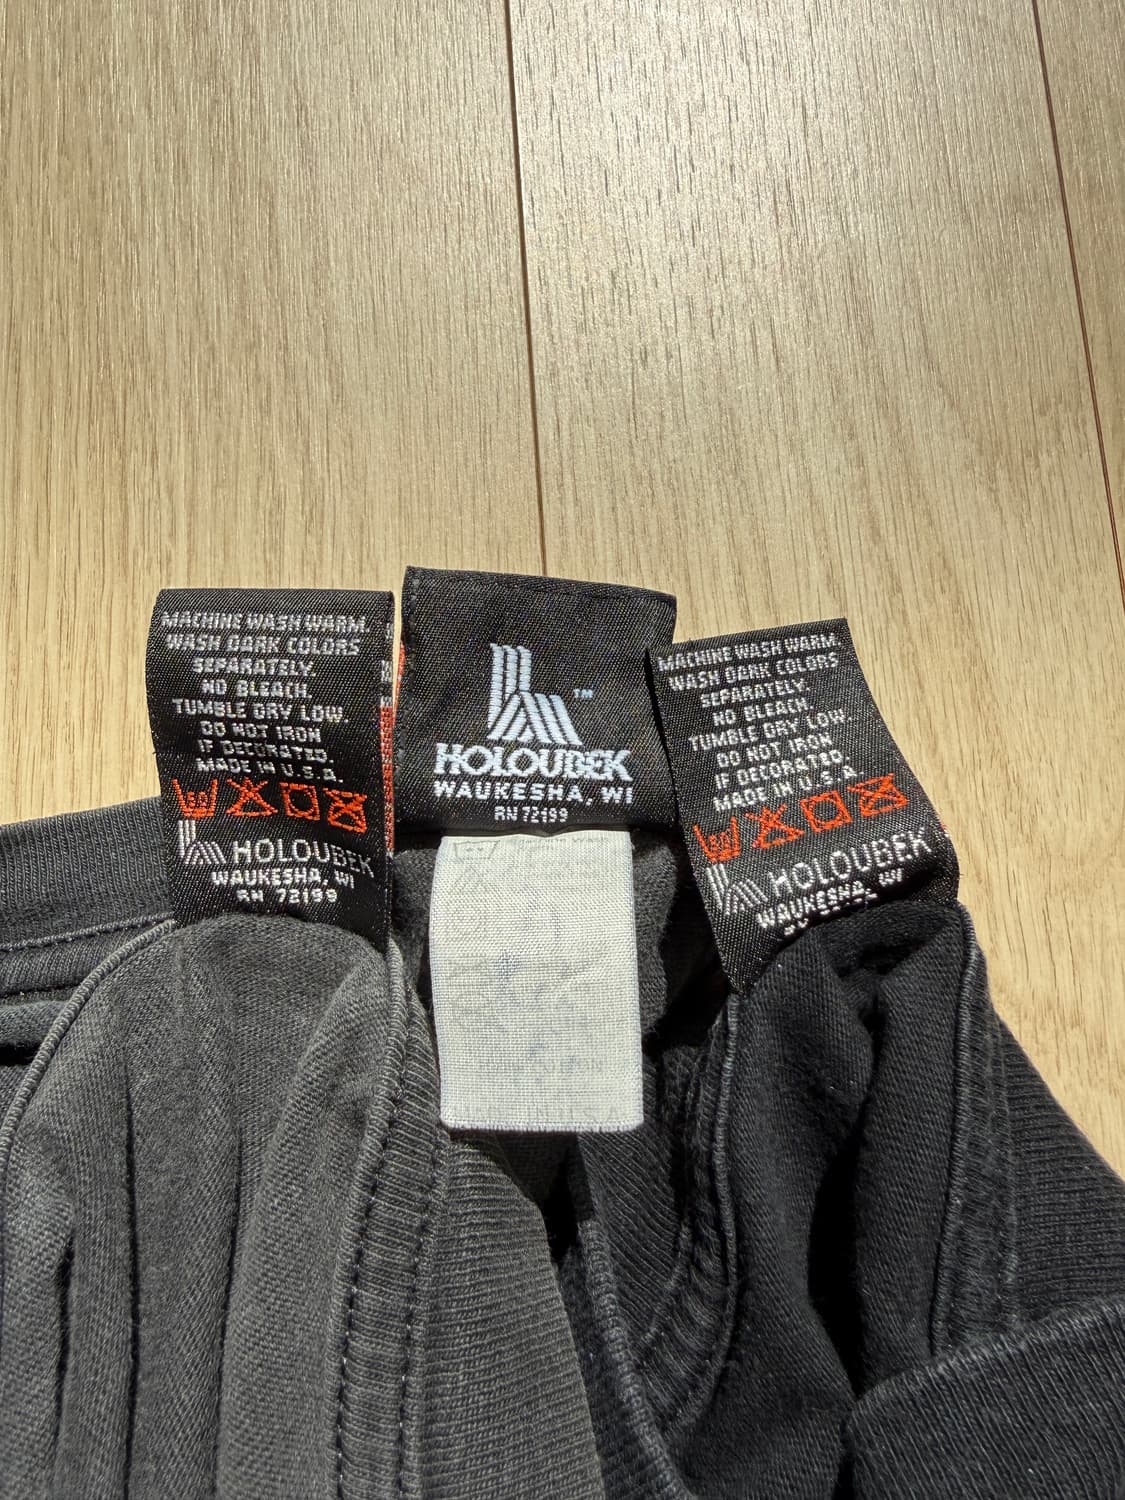 MACHINE WASH WARM
WASH DARK COLORS
SEPARATELY.
NO BLEACH.
TUMBLE DRY LOW.
DO NOT IRON
IF DECORATED.
MADE IN U.S.A.
HOLOUBEK
WAUKESHA, WI
RN 72199
™
HOLOUBEK
WAUKESHA, WI
RN 72199
U.S.A.
MACHINE WASH WARM
WASH DARK COLORS
SEPARATELY.
NO BLEACH.
TUMBLE DRY LOW.
DO NOT IRON
IF DECORATED.
MADE IN U.S.A.
HOLOUBEK
WAUKESHA, WI